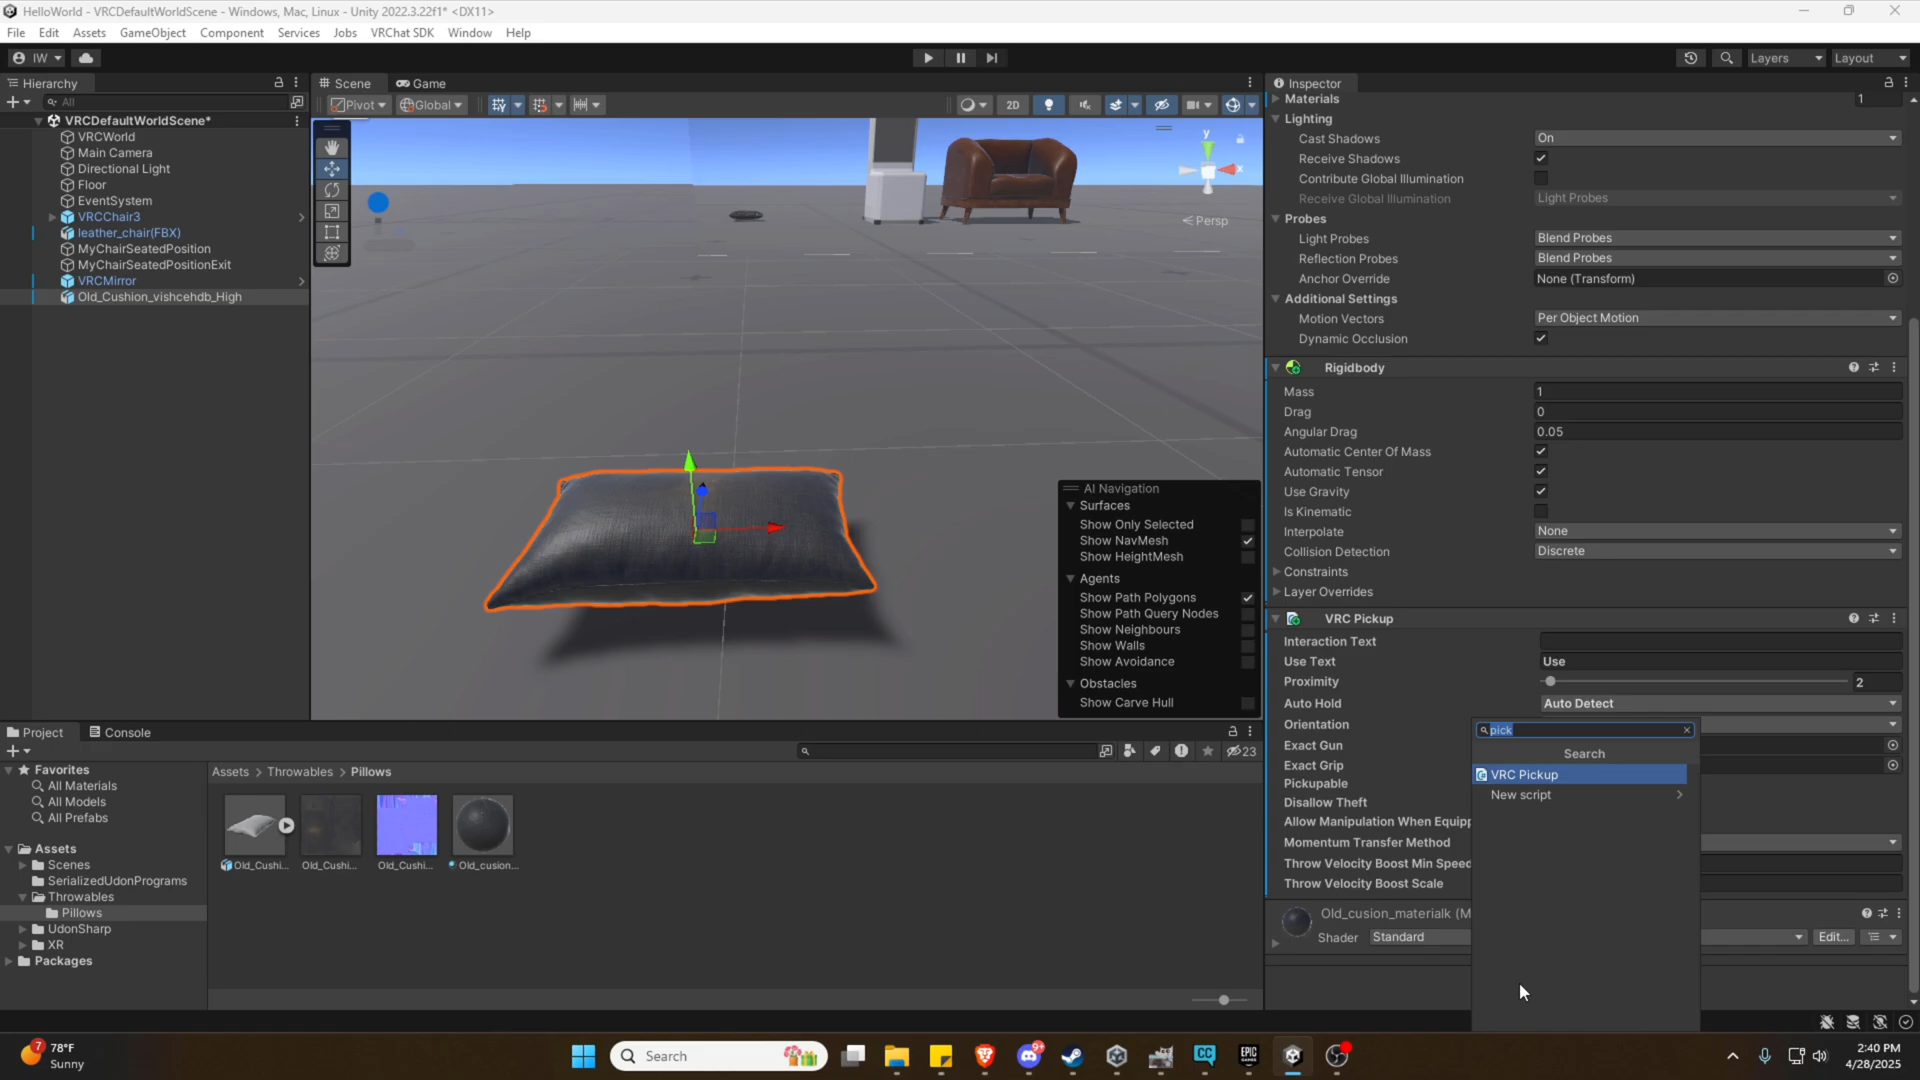 HelloWorld - VRCDefaultWorldScene - Windows, Mac, Linux - Unity 2022.3.22f1* <DX11>
File Edit Assets GameObject Component Services Jobs VRChat SDK Window Help
IW Layers Layout
Hierarchy
All
VRCDefaultWorldScene*
VRCWorld
Main Camera
Directional Light
Floor
EventSystem
VRCChair3
leather_chair(FBX)
MyChairSeatedPosition
MyChairSeatedPositionExit
VRCMirror
Old_Cushion_vishcehdb_High
Scene Game
Pivot Global 2D
y
x
< Persp
AI Navigation
Surfaces
Show Only Selected
Show NavMesh
Show HeightMesh
Agents
Show Path Polygons
Show Path Query Nodes
Show Neighbours
Show Walls
Show Avoidance
Obstacles
Show Carve Hull
Inspector
Materials 1
Lighting
Cast Shadows On
Receive Shadows
Contribute Global Illumination
Receive Global Illumination Light Probes
Probes
Light Probes Blend Probes
Reflection Probes Blend Probes
Anchor Override None (Transform)
Additional Settings
Motion Vectors Per Object Motion
Dynamic Occlusion
Rigidbody
Mass 1
Drag 0
Angular Drag 0.05
Automatic Center Of Mass
Automatic Tensor
Use Gravity
Is Kinematic
Interpolate None
Collision Detection Discrete
Constraints
Layer Overrides
VRC Pickup
Interaction Text
Use Text Use
Proximity 2
Auto Hold Auto Detect
Orientation
Exact Gun
Exact Grip
Pickupable
Disallow Theft
Allow Manipulation When Equipp
Momentum Transfer Method
Throw Velocity Boost Min Speed
Throw Velocity Boost Scale
Old_cusion_materialk (M
Shader Standard Edit...
pick
Search
VRC Pickup
New script
Project Console
23
Favorites
All Materials
All Models
All Prefabs
Assets
Scenes
SerializedUdonPrograms
Throwables
Pillows
UdonSharp
XR
Packages
Assets > Throwables > Pillows
Old_Cushi... Old_Cushi... Old_Cushi... Old_cusion...
7
78°F
Sunny
Search
9+
CC
EPIC
GAMES
2:40 PM
4/28/2025